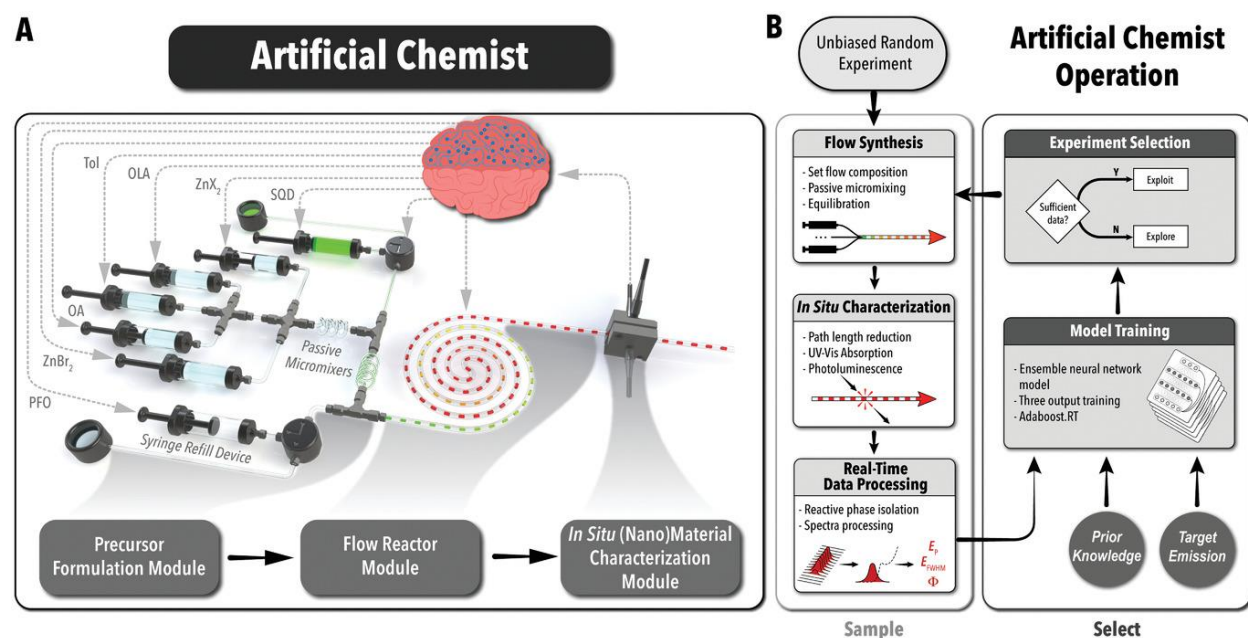 A
Artificial Chemist
Tol
OLA
ZnX2
SQD
OA
ZnBr2
PFO
Passive
Micromixers
Syringe Refill Device
Precursor
Formulation Module
Flow Reactor
Module
In Situ (Nano)Material
Characterization
Module
B
Unbiased Random
Experiment
Artificial Chemist
Operation
Flow Synthesis
- Set flow composition
- Passive micromixing
- Equilibration
...
In Situ Characterization
- Path length reduction
- UV-Vis Absorption
- Photoluminescence
Real-Time
Data Processing
- Reactive phase isolation
- Spectra processing
EP
EFWHM
Φ
Sample
Experiment Selection
Sufficient
data?
Y
Exploit
N
Explore
Model Training
- Ensemble neural network
model
- Three output training
- Adaboost.RT
Prior
Knowledge
Target
Emission
Select